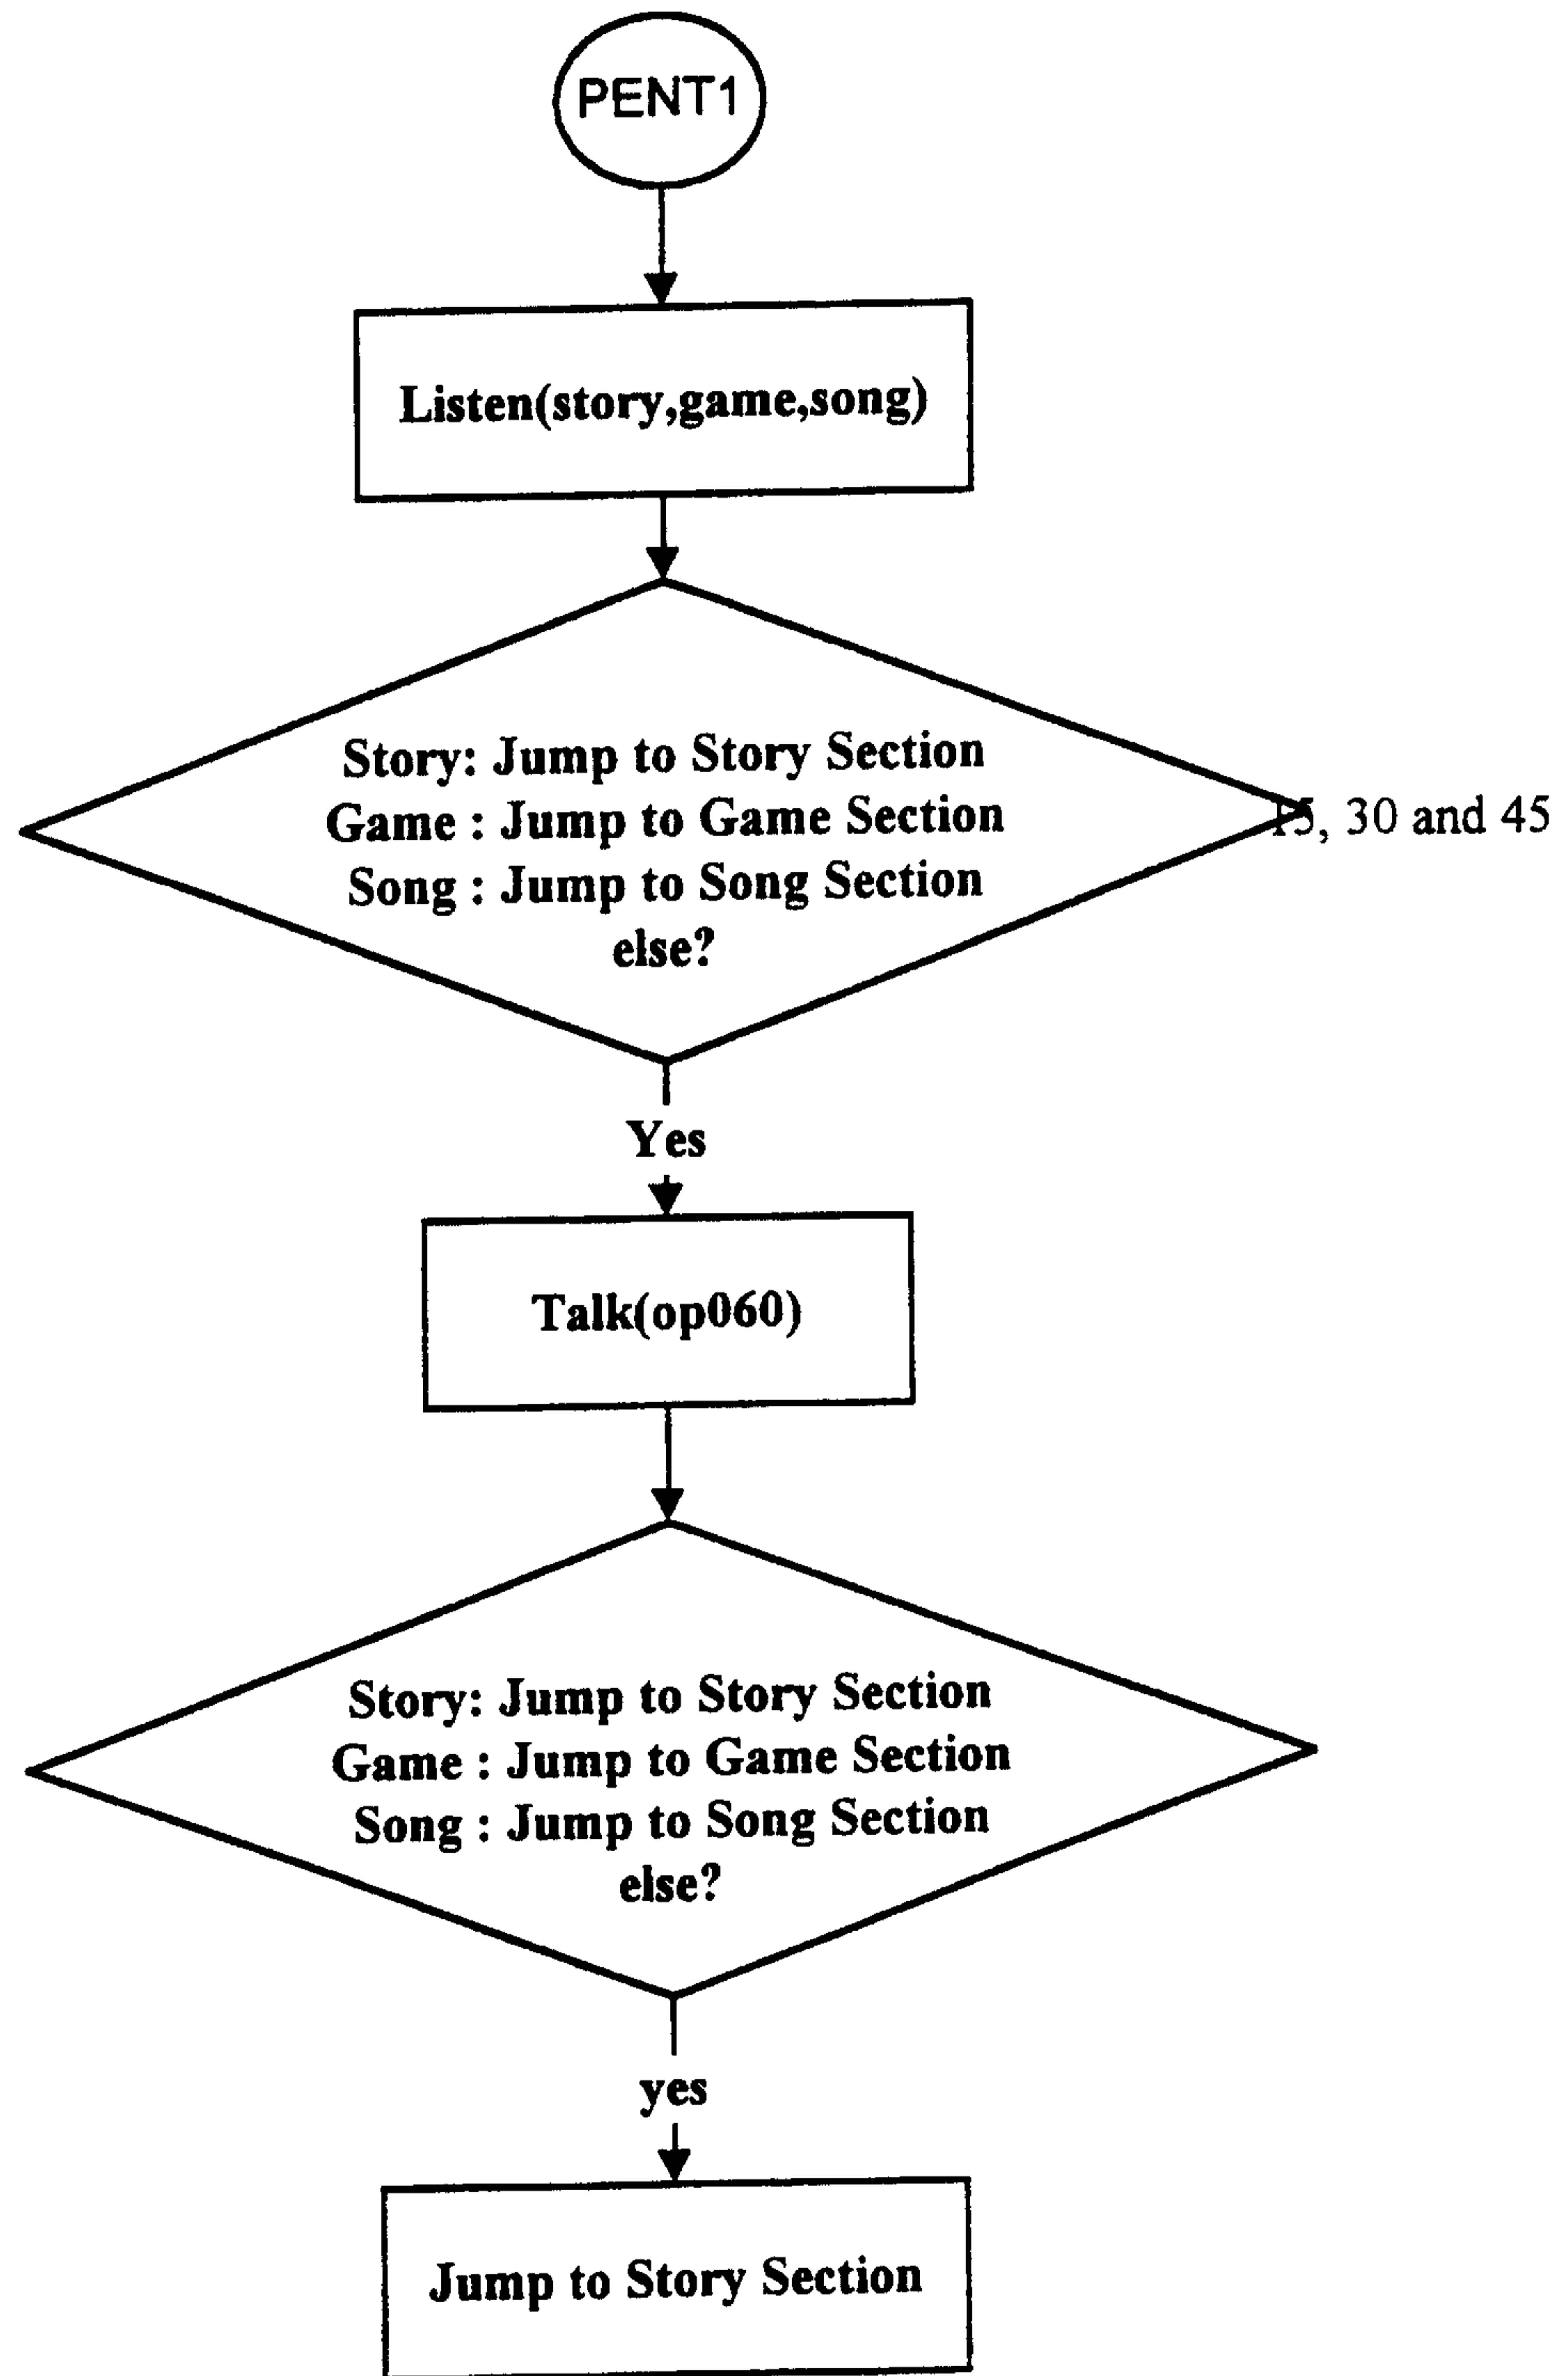 PENT1
Listen(story,game,song)
Story: Jump to Story Section
Game : Jump to Game Section
Song : Jump to Song Section
else?
15, 30 and 45
Yes
Talk(op060)
Story: Jump to Story Section
Game : Jump to Game Section
Song : Jump to Song Section
else?
yes
Jump to Story Section